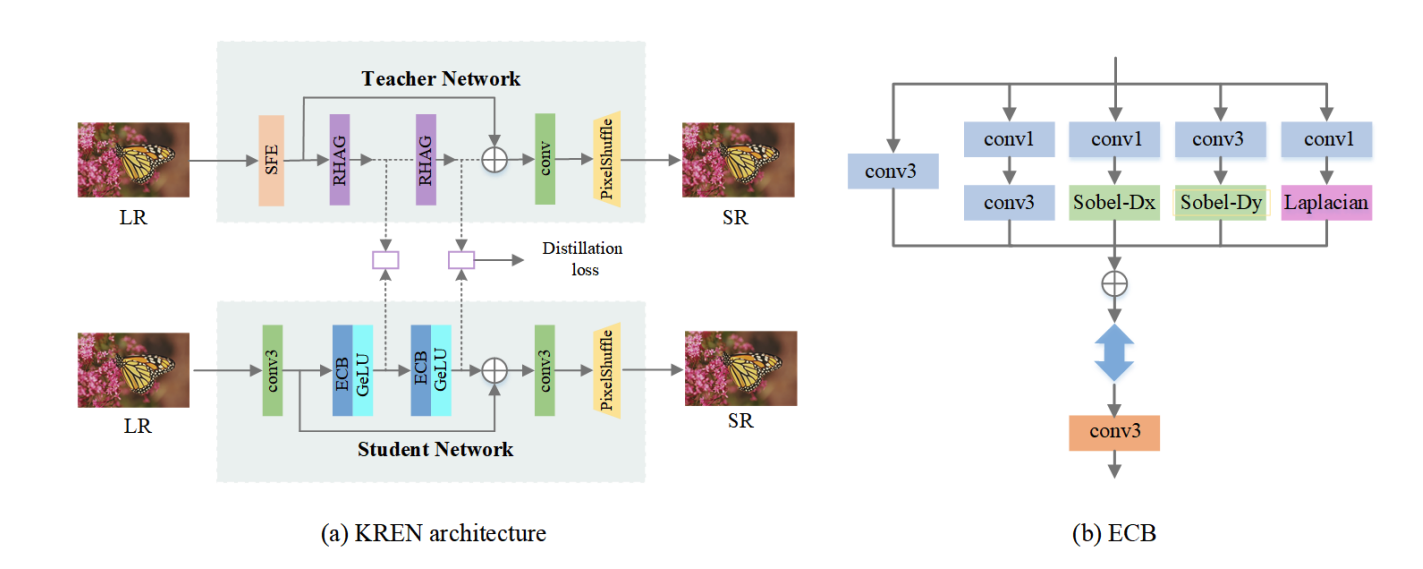 Teacher Network
LR
SFE
RHAG
RHAG
conv
PixelShuffle
SR
Distillation
loss
LR
conv3
ECB
GeLU
ECB
GeLU
conv3
PixelShuffle
SR
Student Network
(a) KREN architecture
conv3
conv1
conv1
conv3
conv1
conv3
Sobel-Dx
Sobel-Dy
Laplacian
conv3
(b) ECB